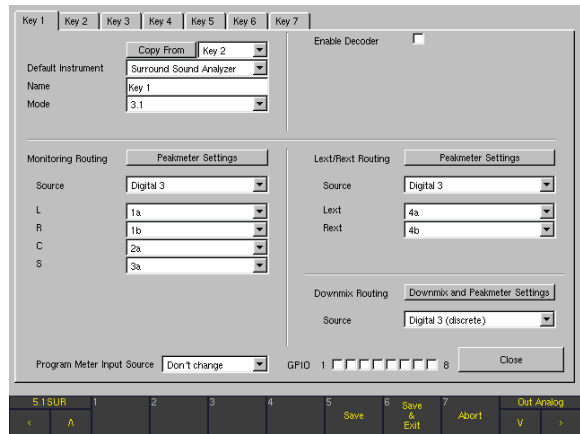 Key 1 Key 2 Key 3 Key 4 Key 5 Key 6 Key 7
Copy From Key 2
Enable Decoder
Default Instrument Surround Sound Analyzer
Name Key 1
Mode 3.1
Monitoring Routing Peakmeter Settings
Source Digital 3
L 1a
R 1b
C 2a
S 3a
Lext/Rext Routing Peakmeter Settings
Source Digital 3
Lext 4a
Rext 4b
Downmix Routing Downmix and Peakmeter Settings
Source Digital 3 (discrete)
Program Meter Input Source Don't change
GPIO 1 8
Close
5.1SUR 1 2 3 4 5 6 7 Out Analog
< Λ Save Save & Exit Abort V >